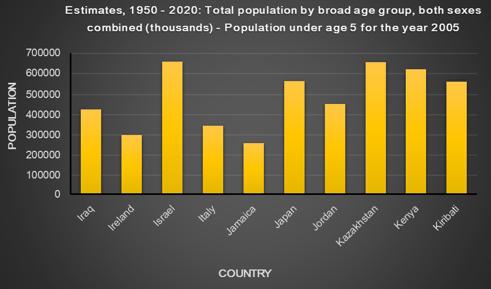 Estimates, 1950 - 2020: Total population by broad age group, both sexes
combined (thousands) - Population under age 5 for the year 2005
700000
600000
500000
400000
300000
200000
100000
0
POPULATION
Iraq
Ireland
Israel
Italy
Jamaica
Japan
Jordan
Kazakhstan
Kenya
Kiribati
COUNTRY